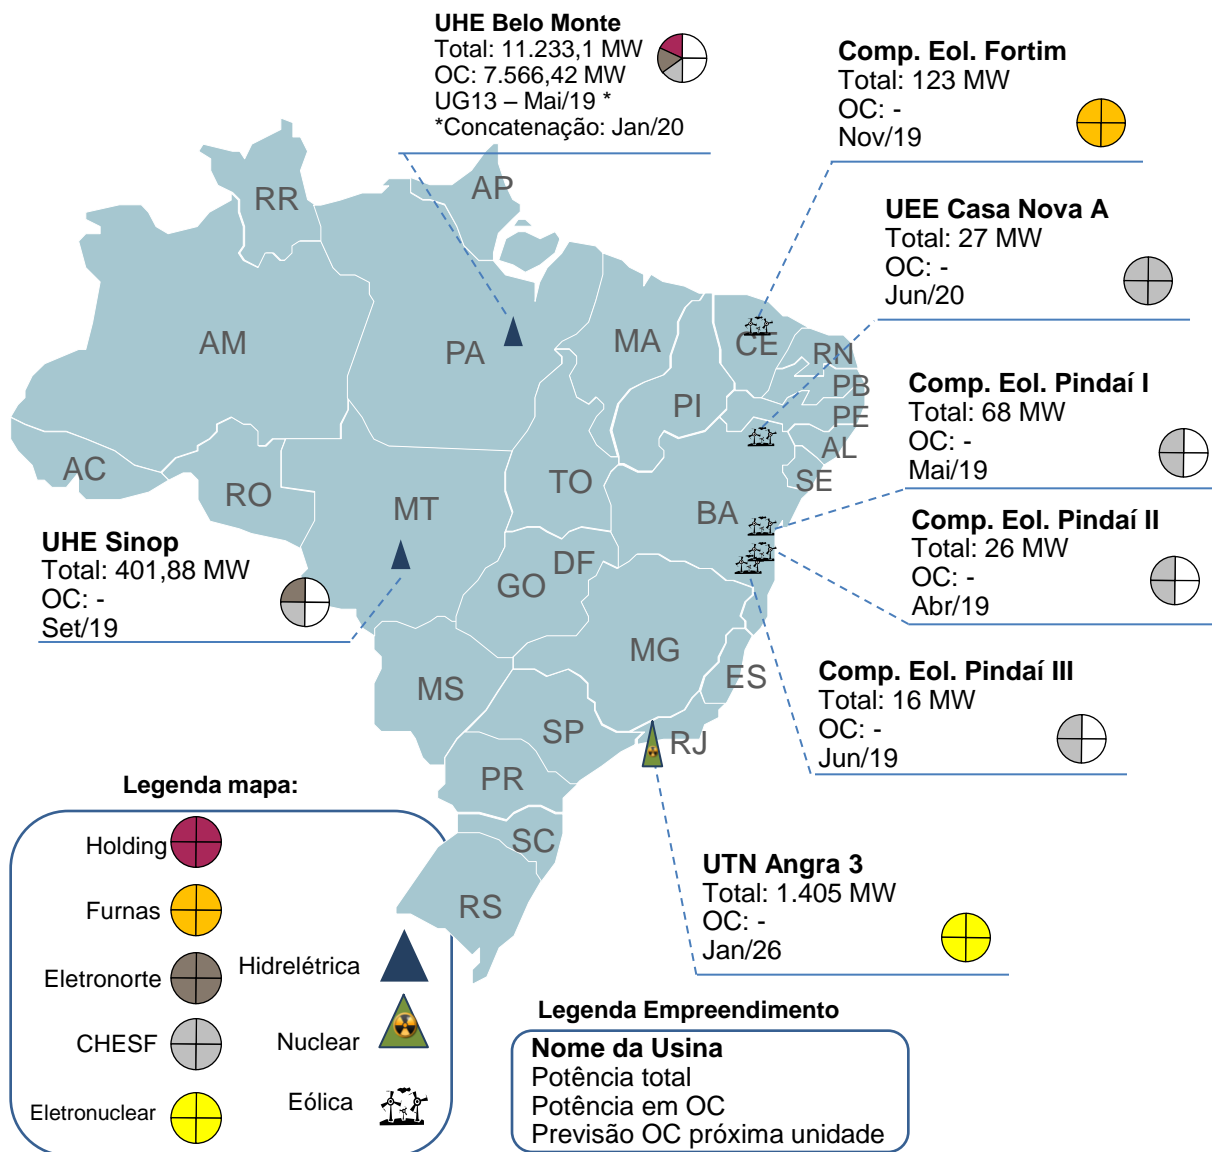 UHE Belo Monte
Total: 11.233,1 MW
OC: 7.566,42 MW
UG13 – Mai/19 *
*Concatenação: Jan/20
Comp. Eol. Fortim
Total: 123 MW
OC: -
Nov/19
UEE Casa Nova A
Total: 27 MW
OC: -
Jun/20
Comp. Eol. Pindaí I
Total: 68 MW
OC: -
Mai/19
Comp. Eol. Pindaí II
Total: 26 MW
OC: -
Abr/19
Comp. Eol. Pindaí III
Total: 16 MW
OC: -
Jun/19
UHE Sinop
Total: 401,88 MW
OC: -
Set/19
UTN Angra 3
Total: 1.405 MW
OC: -
Jan/26
RR
AP
AM
PA
MA
CE
RN
PB
PE
PI
AL
SE
AC
RO
TO
BA
MT
DF
GO
MG
ES
MS
SP
RJ
PR
SC
RS
Legenda mapa:
Holding
Furnas
Eletronorte
CHESF
Eletronuclear
Hidrelétrica
Nuclear
Eólica
Legenda Empreendimento
Nome da Usina
Potência total
Potência em OC
Previsão OC próxima unidade